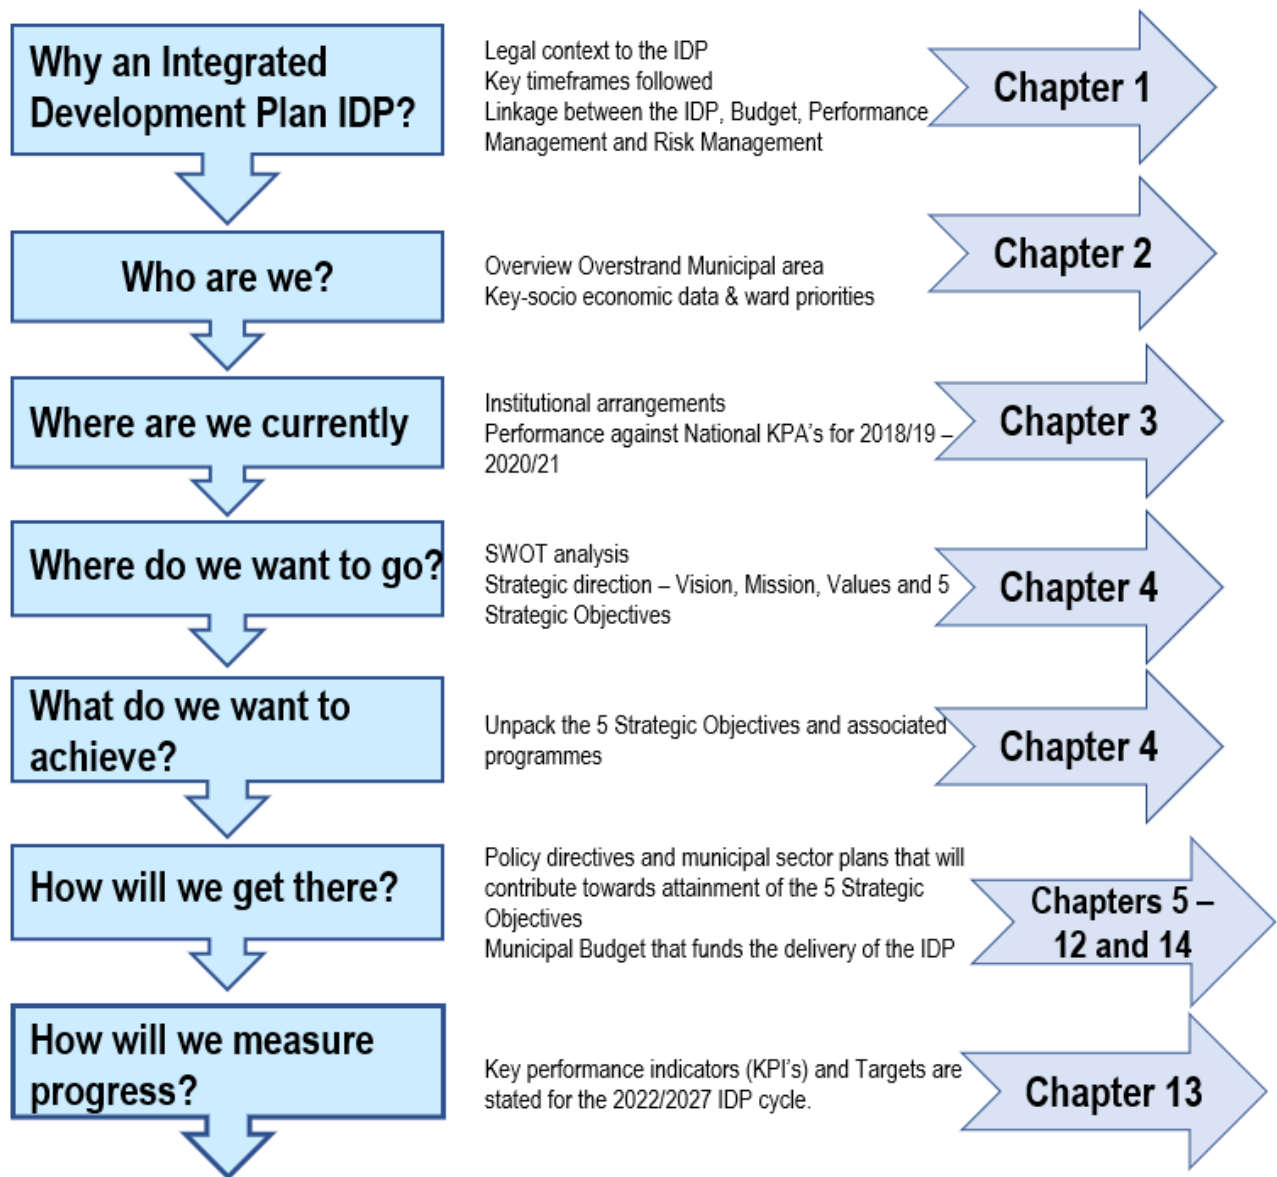 Why an Integrated
Development Plan IDP?
Legal context to the IDP
Key timeframes followed
Linkage between the IDP, Budget, Performance
Management and Risk Management
Chapter 1
Who are we?
Overview Overstrand Municipal area
Key-socio economic data & ward priorities
Chapter 2
Where are we currently
Institutional arrangements
Performance against National KPA's for 2018/19 –
2020/21
Chapter 3
Where do we want to go?
SWOT analysis
Strategic direction – Vision, Mission, Values and 5
Strategic Objectives
Chapter 4
What do we want to
achieve?
Unpack the 5 Strategic Objectives and associated
programmes
Chapter 4
How will we get there?
Policy directives and municipal sector plans that will
contribute towards attainment of the 5 Strategic
Objectives
Municipal Budget that funds the delivery of the IDP
Chapters 5 –
12 and 14
How will we measure
progress?
Key performance indicators (KPI's) and Targets are
stated for the 2022/2027 IDP cycle.
Chapter 13